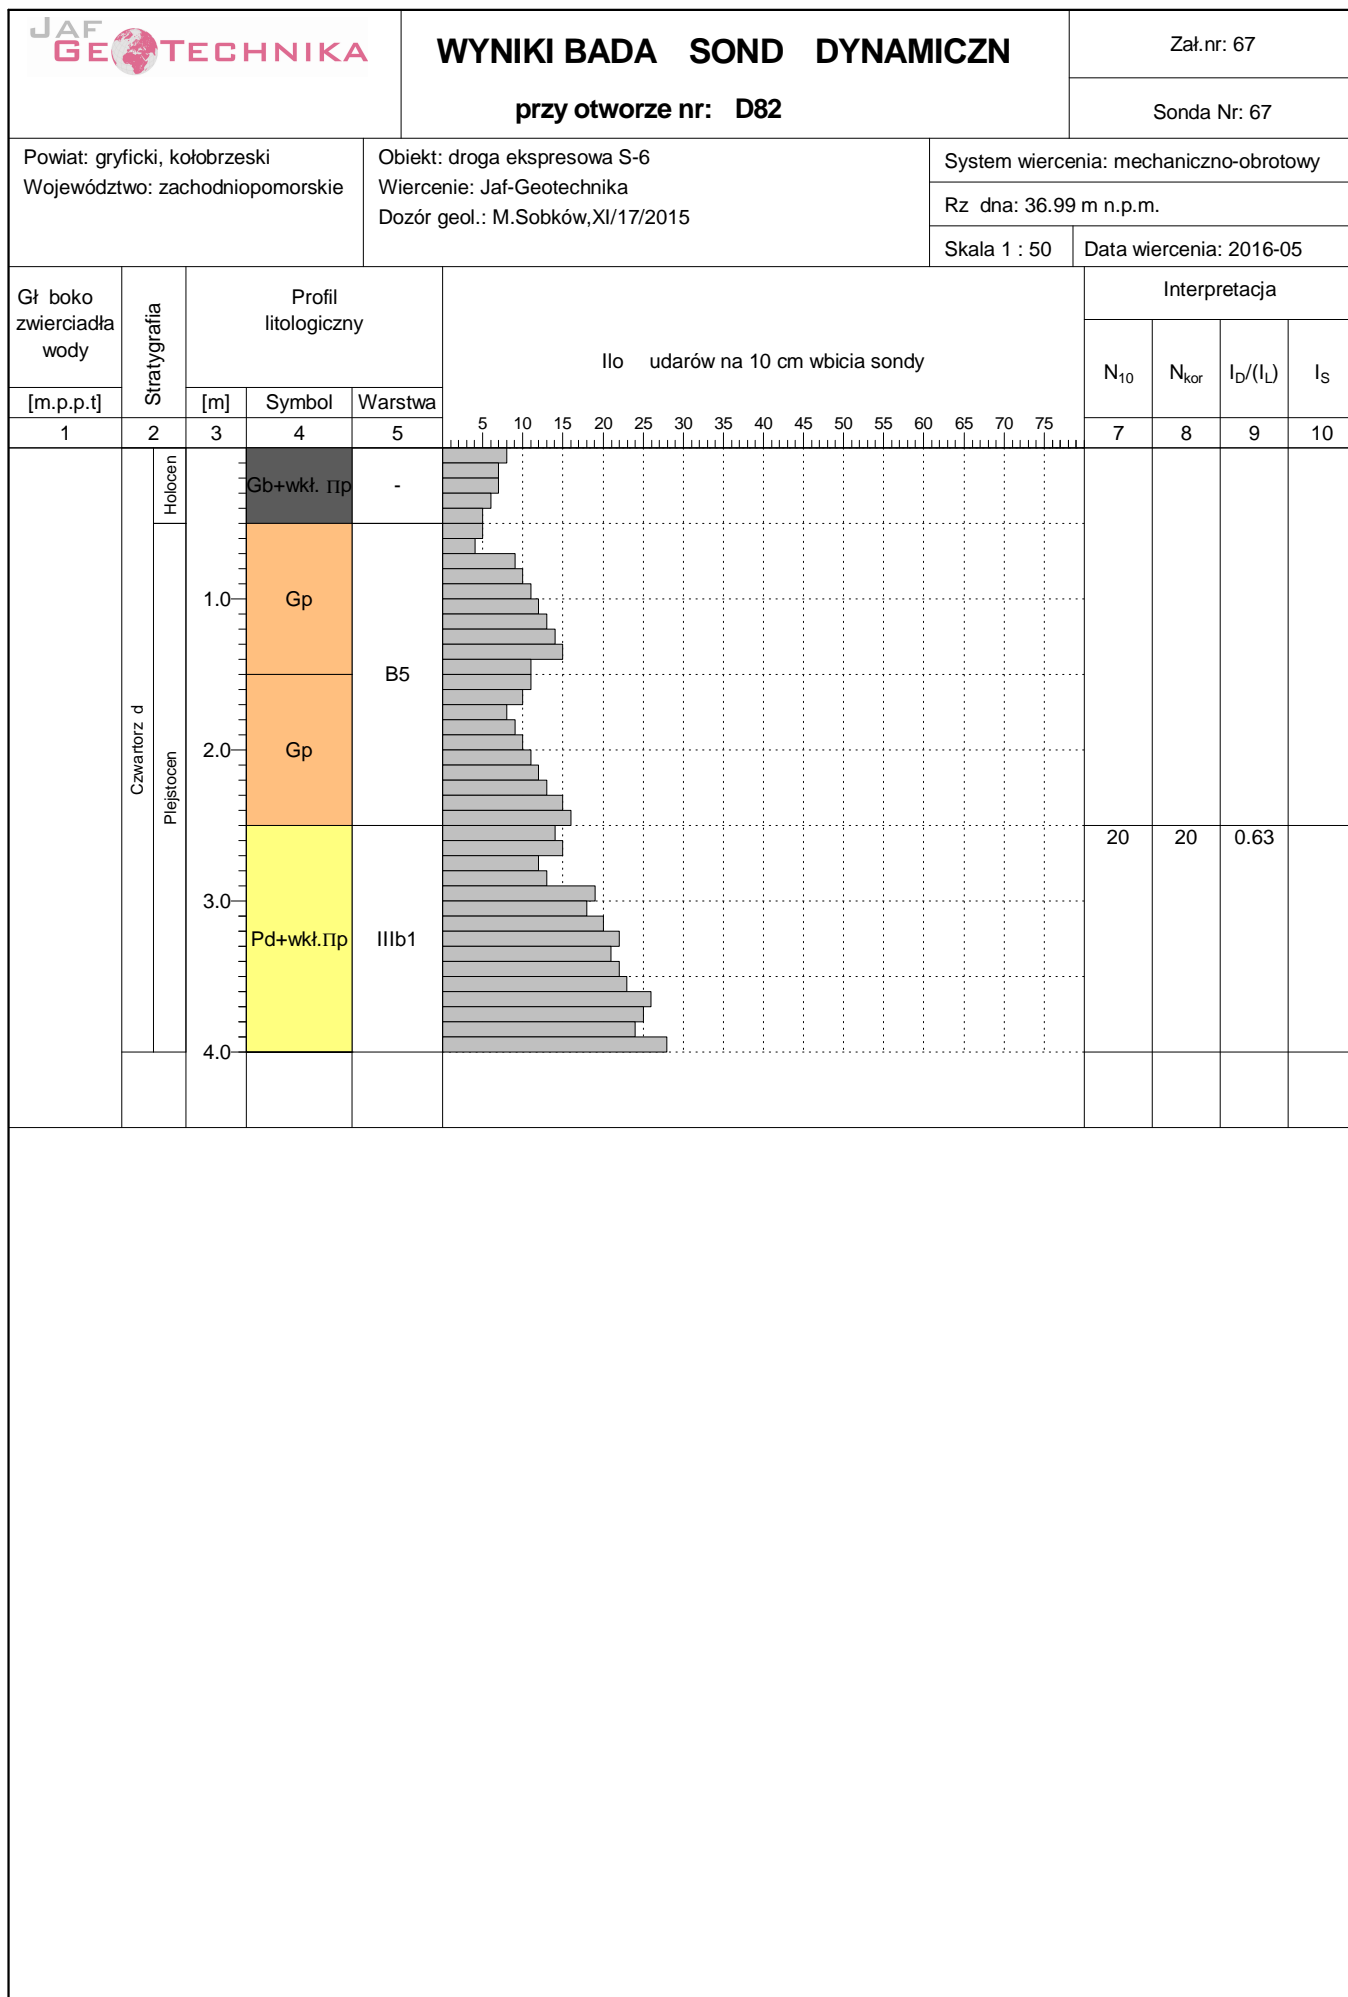 JAF
GEOTECHNIKA
WYNIKI BADA SOND DYNAMICZN
przy otworze nr: D82
Zał.nr: 67
Sonda Nr: 67
Powiat: gryficki, kołobrzeski
Województwo: zachodniopomorskie
Obiekt: droga ekspresowa S-6
Wiercenie: Jaf-Geotechnika
Dozór geol.: M.Sobków,XI/17/2015
System wiercenia: mechaniczno-obrotowy
Rz dna: 36.99 m n.p.m.
Skala 1 : 50
Data wiercenia: 2016-05
Gł boko
zwierciadła
wody
[m.p.p.t]
Stratygrafia
Profil
litologiczny
[m] Symbol Warstwa
Ilo udarów na 10 cm wbicia sondy
Interpretacja
N10 Nkor ID/(IL) IS
1 2 3 4 5
5 10 15 20 25 30 35 40 45 50 55 60 65 70 75
7 8 9 10
Czwartorz d
Holocen
Gb+wkł. Πp -
Plejstocen
1.0 Gp
B5
2.0 Gp
20 20 0.63
3.0
Pd+wkł.Πp IIIb1
4.0